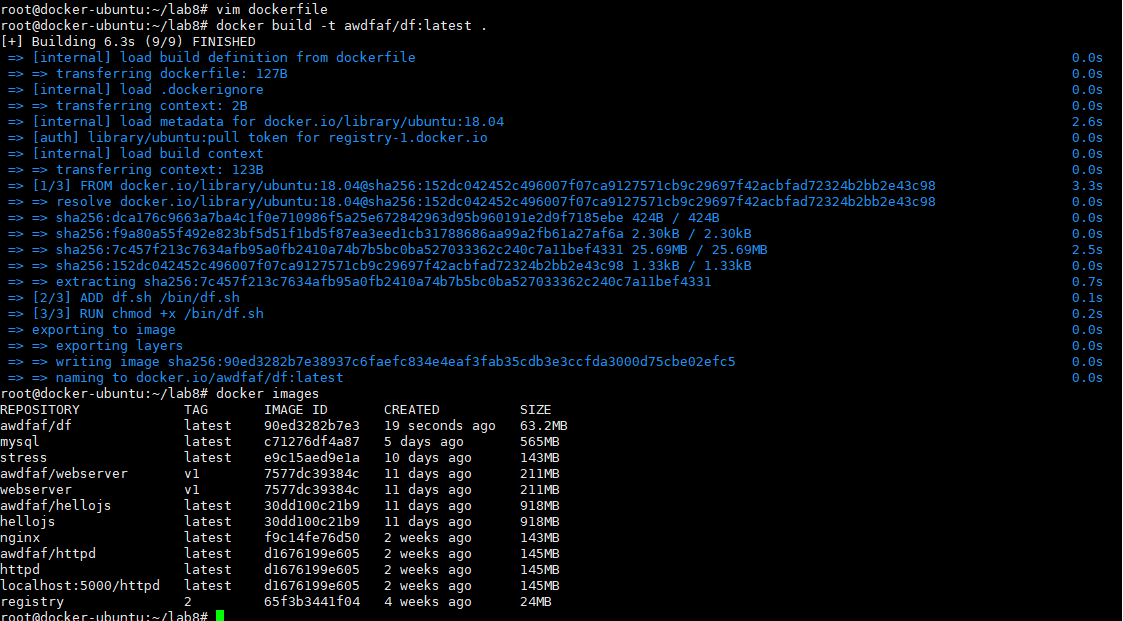 root@docker-ubuntu:~/lab8# vim dockerfile
root@docker-ubuntu:~/lab8# docker build -t awdfaf/df:latest .
[+] Building 6.3s (9/9) FINISHED
=> [internal] load build definition from dockerfile 0.0s
=> => transferring dockerfile: 127B 0.0s
=> [internal] load .dockerignore 0.0s
=> => transferring context: 2B 0.0s
=> [internal] load metadata for docker.io/library/ubuntu:18.04 2.6s
=> [auth] library/ubuntu:pull token for registry-1.docker.io 0.0s
=> [internal] load build context 0.0s
=> => transferring context: 123B 0.0s
=> [1/3] FROM docker.io/library/ubuntu:18.04@sha256:152dc042452c496007f07ca9127571cb9c29697f42acbfad72324b2bb2e43c98 3.3s
=> => resolve docker.io/library/ubuntu:18.04@sha256:152dc042452c496007f07ca9127571cb9c29697f42acbfad72324b2bb2e43c98 0.0s
=> => sha256:dca176c9663a7ba4c1f0e710986f5a25e672842963d95b960191e2d9f7185ebe 424B / 424B 0.0s
=> => sha256:f9a80a55f492e823bf5d51f1bd5f87ea3eed1cb31788686aa99a2fb61a27af6a 2.30kB / 2.30kB 0.0s
=> => sha256:7c457f213c7634afb95a0fb2410a74b7b5bc0ba527033362c240c7a11bef4331 25.69MB / 25.69MB 2.5s
=> => sha256:152dc042452c496007f07ca9127571cb9c29697f42acbfad72324b2bb2e43c98 1.33kB / 1.33kB 0.0s
=> => extracting sha256:7c457f213c7634afb95a0fb2410a74b7b5bc0ba527033362c240c7a11bef4331 0.7s
=> [2/3] ADD df.sh /bin/df.sh 0.1s
=> [3/3] RUN chmod +x /bin/df.sh 0.2s
=> exporting to image 0.0s
=> => exporting layers 0.0s
=> => writing image sha256:90ed3282b7e38937c6faefc834e4eaf3fab35cdb3e3ccfda3000d75cbe02efc5 0.0s
=> => naming to docker.io/awdfaf/df:latest 0.0s
root@docker-ubuntu:~/lab8# docker images
REPOSITORY TAG IMAGE ID CREATED SIZE
awdfaf/df latest 90ed3282b7e3 19 seconds ago 63.2MB
mysql latest c71276df4a87 5 days ago 565MB
stress latest e9c15aed9e1a 10 days ago 143MB
awdfaf/webserver v1 7577dc39384c 11 days ago 211MB
webserver v1 7577dc39384c 11 days ago 211MB
awdfaf/hellojs latest 30dd100c21b9 11 days ago 918MB
hellojs latest 30dd100c21b9 11 days ago 918MB
nginx latest f9c14fe76d50 2 weeks ago 143MB
awdfaf/httpd latest d1676199e605 2 weeks ago 145MB
httpd latest d1676199e605 2 weeks ago 145MB
localhost:5000/httpd latest d1676199e605 2 weeks ago 145MB
registry 2 65f3b3441f04 4 weeks ago 24MB
root@docker-ubuntu:~/lab8#